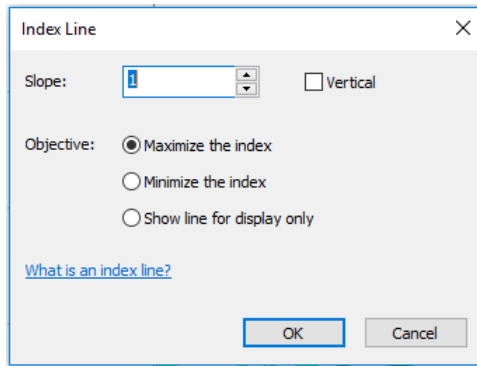 Index Line
Slope: 1 Vertical
Objective: Maximize the index
Minimize the index
Show line for display only
What is an index line?
OK Cancel